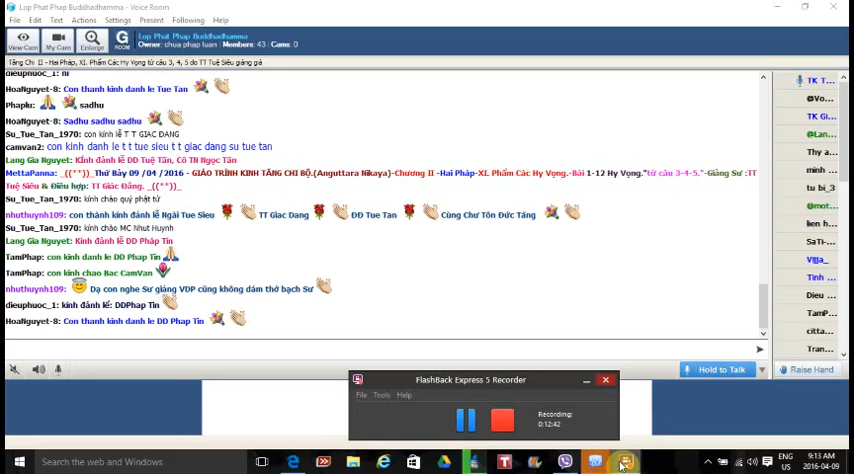 Lop Phat Phap Buddhadhamma - Voice Room
File Edit Text Actions Settings Present Following Help
View Cam My Cam Enlarge G ROOM
Lop Phat Phap Buddhadhamma
Owner: chua phap luan : Members: 43 : Cams: 0
Tăng Chi II - Hai Pháp, XI. Phẩm Các Hy Vọng từ câu 3, 4, 5 do TT Tuệ Siêu giảng giải
dieuphuoc_1: ni
HoaNguyet-8: Con thanh kinh danh le Tue Tan
Phaplu: sadhu
HoaNguyet-8: Sadhu sadhu sadhu
Su_Tue_Tan_1970: con kính lễ T T GIAC ĐANG
camvan2: con kinh danh le t t tue sieu t t giac dang su tue tan
Lang Gia Nguyet: Kính đảnh lễ DD Tuệ Tấn, Cô TN Ngọc Tấn
MettaPanna: _((**))_ Thứ Bảy 09 /04 /2016 - GIÁO TRÌNH KINH TĂNG CHI BỘ.(Anguttara Nikaya)-Chương II -Hai Pháp-XI. Phẩm Các Hy Vọng.-Bài 1-12 Hy Vọng."từ câu 3-4-5."-Giảng Sư :TT
Tuệ Siêu & Điều hợp: TT Giác Đẳng. _((**))_
Su_Tue_Tan_1970: kính chào quý phật tử
nhuthuynh109: con thành kính đảnh lễ Ngài Tue Sieu TT Giac Dang ĐĐ Tue Tan Cùng Chư Tôn Đức Tăng
Su_Tue_Tan_1970: kính chào MC Nhut Huynh
Lang Gia Nguyet: Kính đảnh lễ DD Pháp Tín
TamPhap: con kinh danh le DD Phap Tin
TamPhap: con kinh chao Bac CamVan
nhuthuynh109: Dạ con nghe Sư giảng VDP cũng không dám thở bạch Sư
dieuphuoc_1: kính đảnh lể: DDPhap Tin
HoaNguyet-8: Con thanh kinh danh le DD Phap Tin
TK T...
@Vo...
TK Gi...
@Lan...
Thy a...
minh ...
tu bi_3
@mot...
lien h...
SaTi-...
Vijja_
Tinh ...
Dieu ...
TamP...
citta...
Tran...
Hold to Talk
Raise Hand
FlashBack Express 5 Recorder
File Tools Help
Recording:
0:12:42
Search the web and Windows
ENG
US
9:13 AM
2016-04-09